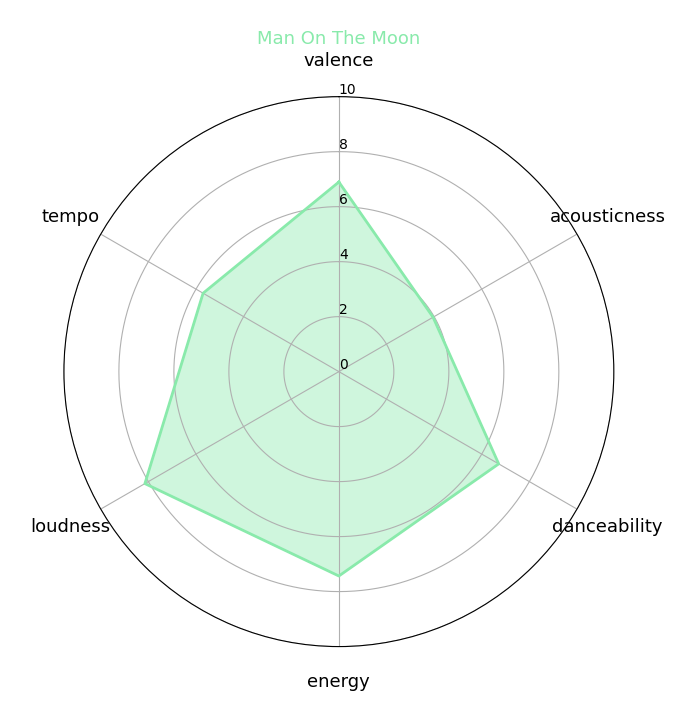 Man On The Moon
valence
10
8
tempo
acousticness
6
4
2
0
loudness
danceability
energy